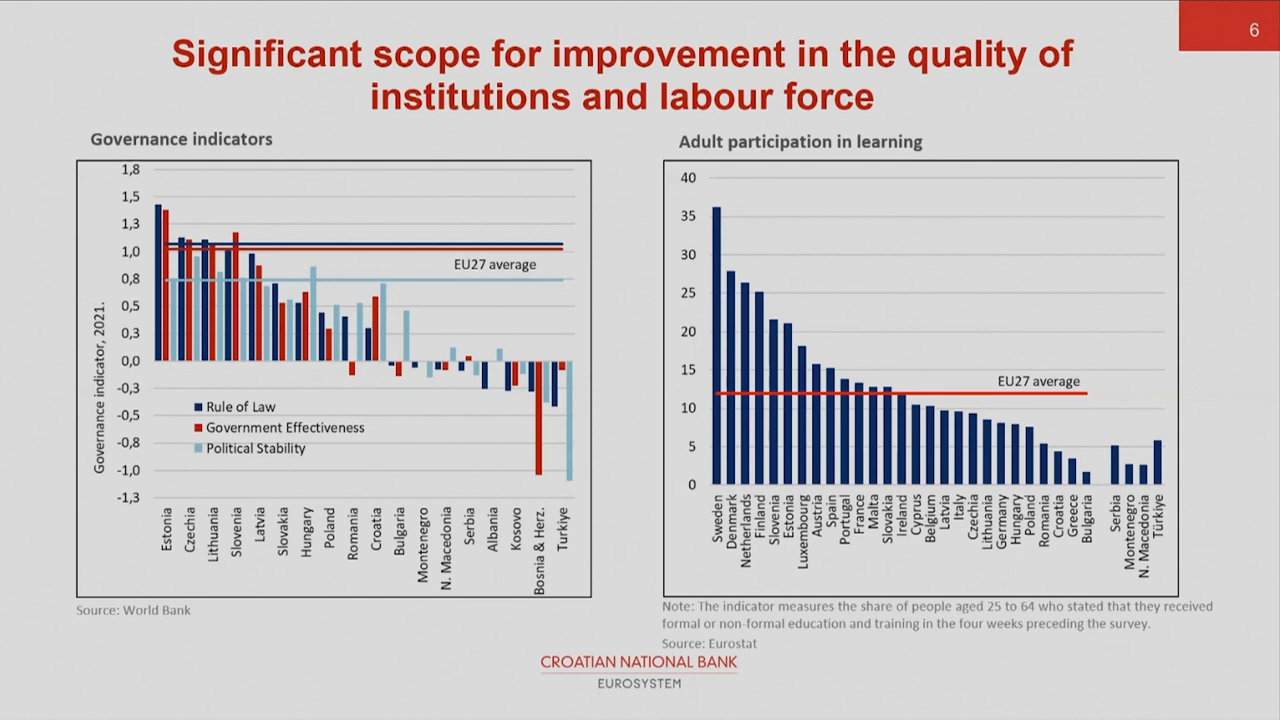 6
Significant scope for improvement in the quality of
institutions and labour force
Governance indicators
Governance indicator, 2021.
1,8
1,5
1,3
1,0
0,8
0,5
0,3
0,0
-0,3
-0,5
-0,8
-1,0
-1,3
EU27 average
Rule of Law
Government Effectiveness
Political Stability
Estonia
Czechia
Lithuania
Slovenia
Latvia
Slovakia
Hungary
Poland
Romania
Croatia
Bulgaria
Montenegro
N. Macedonia
Serbia
Albania
Kosovo
Bosnia & Herz.
Turkiye
Source: World Bank
Adult participation in learning
40
35
30
25
20
15
10
5
0
EU27 average
Sweden
Denmark
Netherlands
Finland
Slovenia
Estonia
Luxembourg
Austria
Spain
Portugal
France
Malta
Slovakia
Ireland
Cyprus
Belgium
Latvia
Italy
Czechia
Lithuania
Germany
Hungary
Poland
Romania
Croatia
Greece
Bulgaria
Serbia
Montenegro
N. Macedonia
Türkiye
Note: The indicator measures the share of people aged 25 to 64 who stated that they received
formal or non-formal education and training in the four weeks preceding the survey.
Source: Eurostat
CROATIAN NATIONAL BANK
EUROSYSTEM